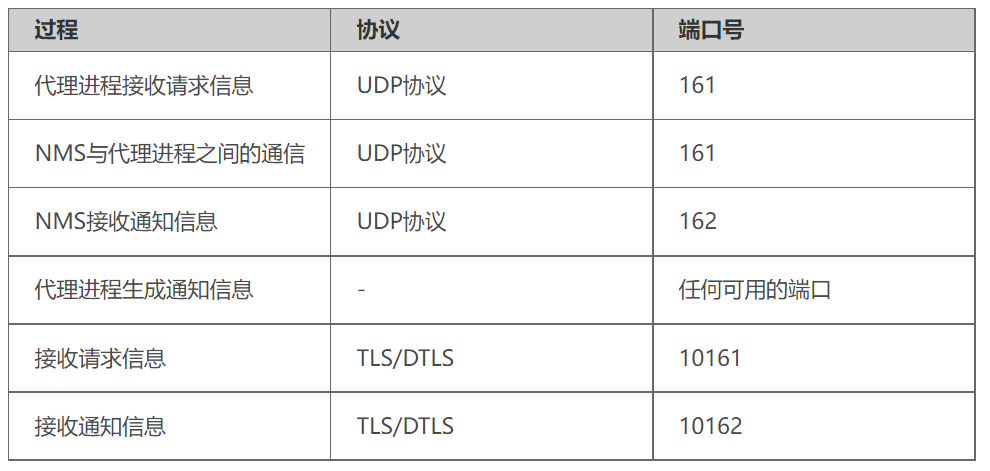 过程 协议 端口号
代理进程接收请求信息 UDP协议 161
NMS与代理进程之间的通信 UDP协议 161
NMS接收通知信息 UDP协议 162
代理进程生成通知信息 - 任何可用的端口
接收请求信息 TLS/DTLS 10161
接收通知信息 TLS/DTLS 10162